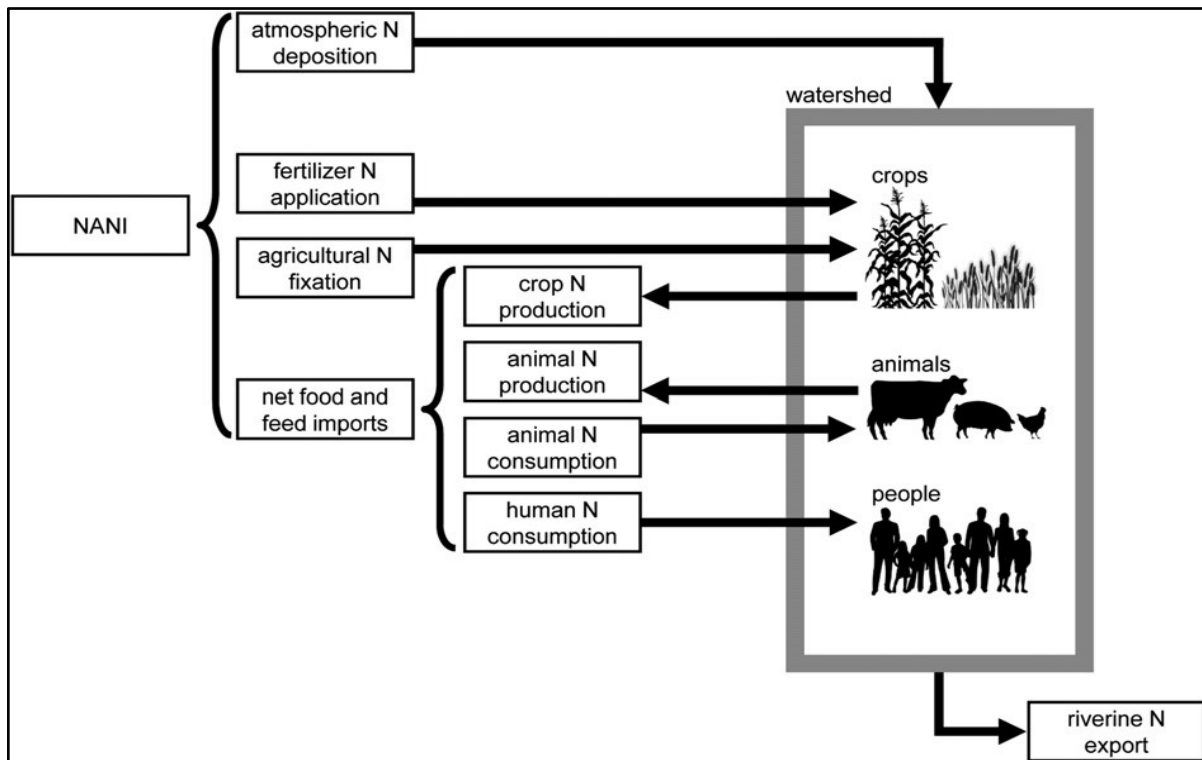 atmospheric N
deposition
watershed
fertilizer N
application
crops
NANI
agricultural N
fixation
crop N
production
animal N
production
animals
net food and
feed imports
animal N
consumption
human N
consumption
people
riverine N
export